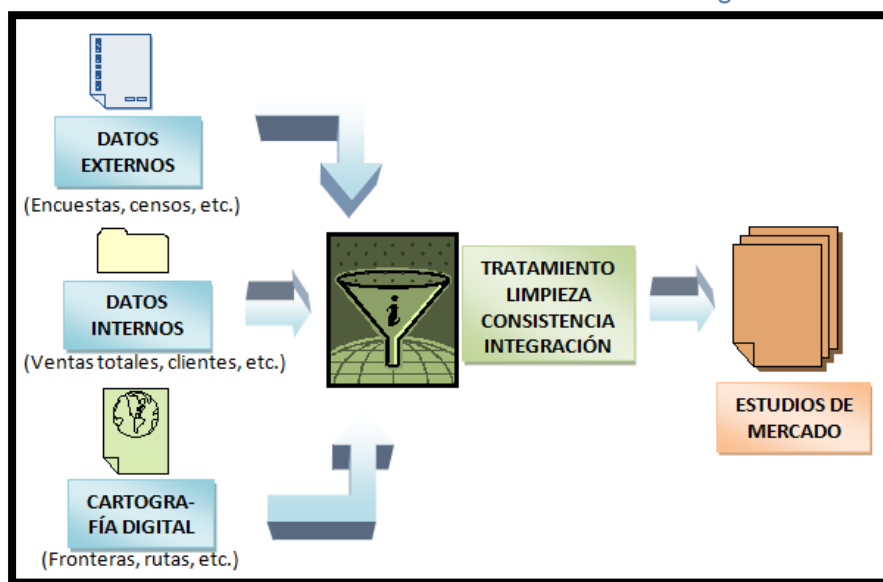 DATOS
EXTERNOS
(Encuestas, censos, etc.)
DATOS
INTERNOS
(Ventas totales, clientes, etc.)
CARTOGRA-
FÍA DIGITAL
(Fronteras, rutas, etc.)
i
TRATAMIENTO
LIMPIEZA
CONSISTENCIA
INTEGRACIÓN
ESTUDIOS DE
MERCADO